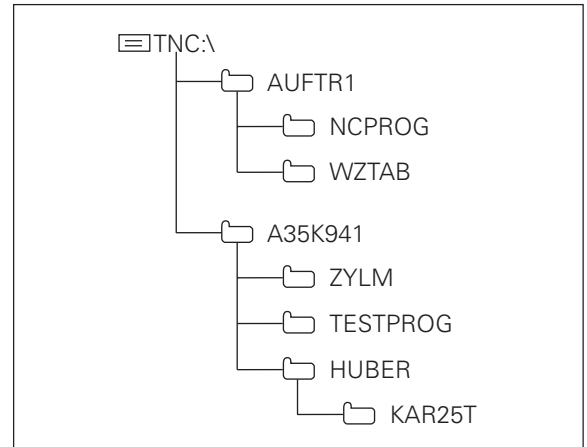 TNC:\
AUFTR1
NCPROG
WZTAB
A35K941
ZYLM
TESTPROG
HUBER
KAR25T